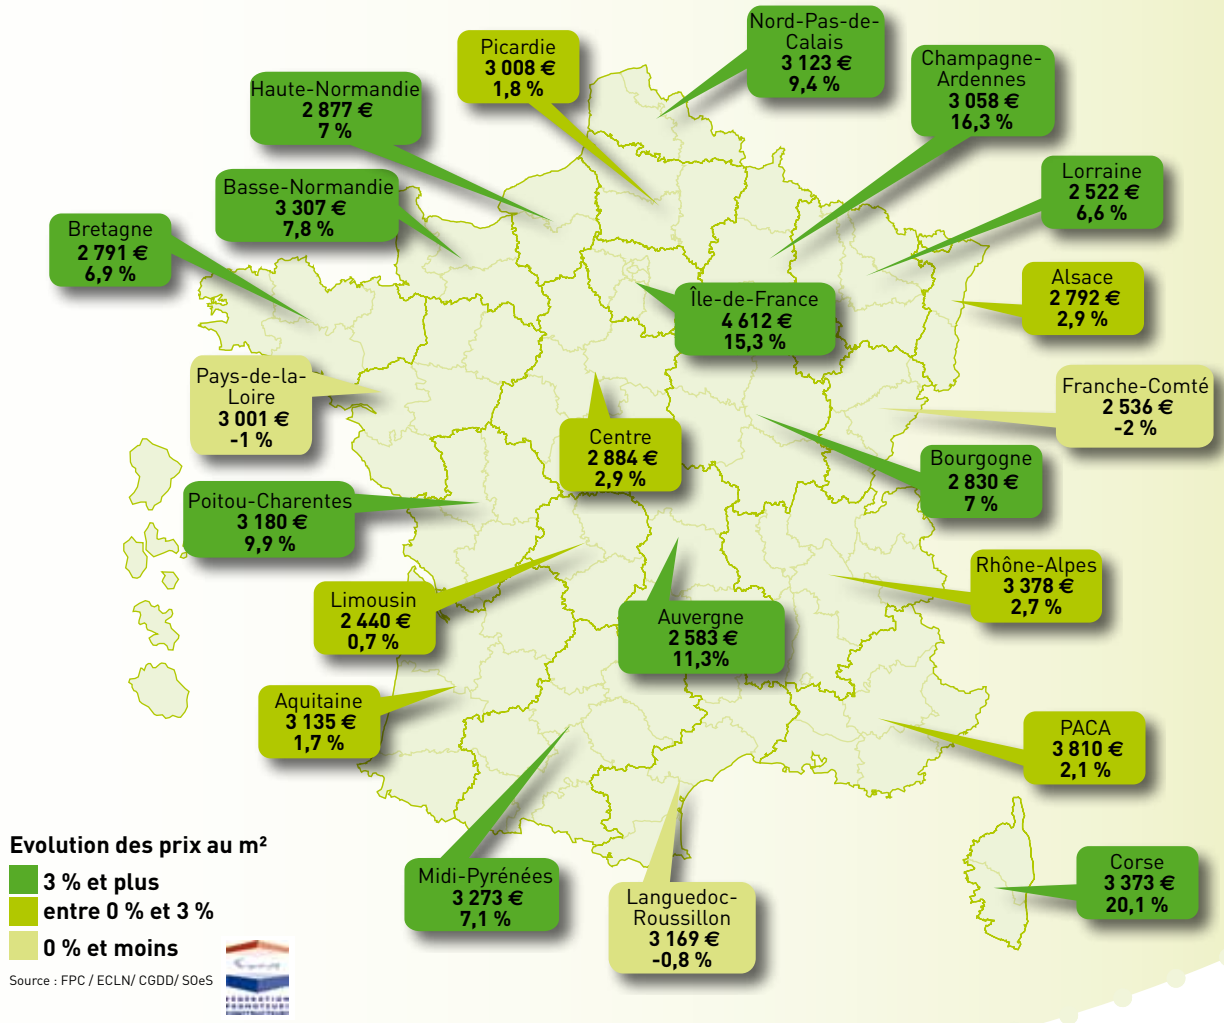 Nord-Pas-de-
Calais
3 123 €
9,4 %
Picardie
3 008 €
1,8 %
Champagne-
Ardennes
3 058 €
16,3 %
Haute-Normandie
2 877 €
7 %
Lorraine
2 522 €
6,6 %
Basse-Normandie
3 307 €
7,8 %
Bretagne
2 791 €
6,9 %
Alsace
2 792 €
2,9 %
Île-de-France
4 612 €
15,3 %
Pays-de-la-
Loire
3 001 €
-1 %
Franche-Comté
2 536 €
-2 %
Centre
2 884 €
2,9 %
Bourgogne
2 830 €
7 %
Poitou-Charentes
3 180 €
9,9 %
Rhône-Alpes
3 378 €
2,7 %
Limousin
2 440 €
0,7 %
Auvergne
2 583 €
11,3%
Aquitaine
3 135 €
1,7 %
PACA
3 810 €
2,1 %
Midi-Pyrénées
3 273 €
7,1 %
Languedoc-
Roussillon
3 169 €
-0,8 %
Corse
3 373 €
20,1 %
Evolution des prix au m²
3 % et plus
entre 0 % et 3 %
0 % et moins
Source : FPC / ECLN/ CGDD/ SOeS
FÉDÉRATION
PROMOTEURS
CONSTRUCTEURS